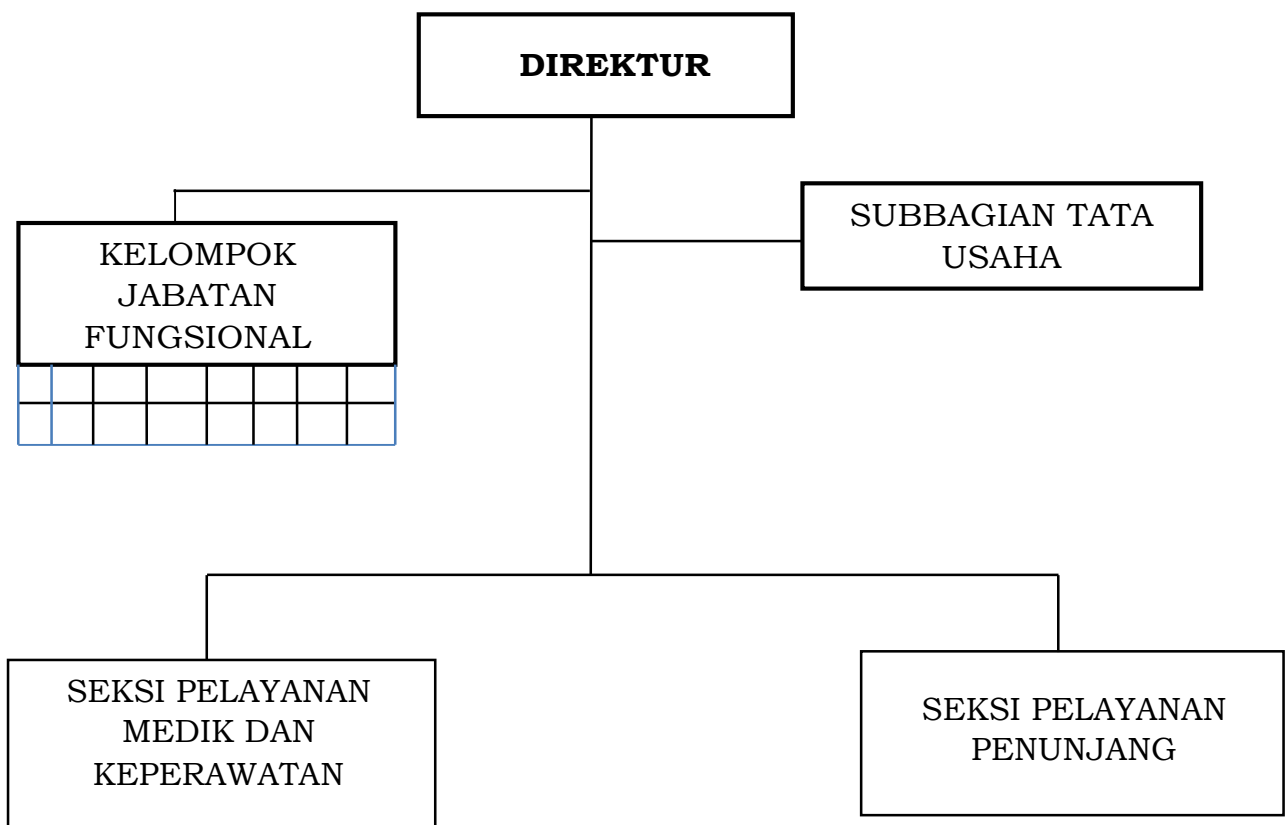 DIREKTUR
KELOMPOK
JABATAN
FUNGSIONAL
SUBBAGIAN TATA
USAHA
SEKSI PELAYANAN
MEDIK DAN
KEPERAWATAN
SEKSI PELAYANAN
PENUNJANG